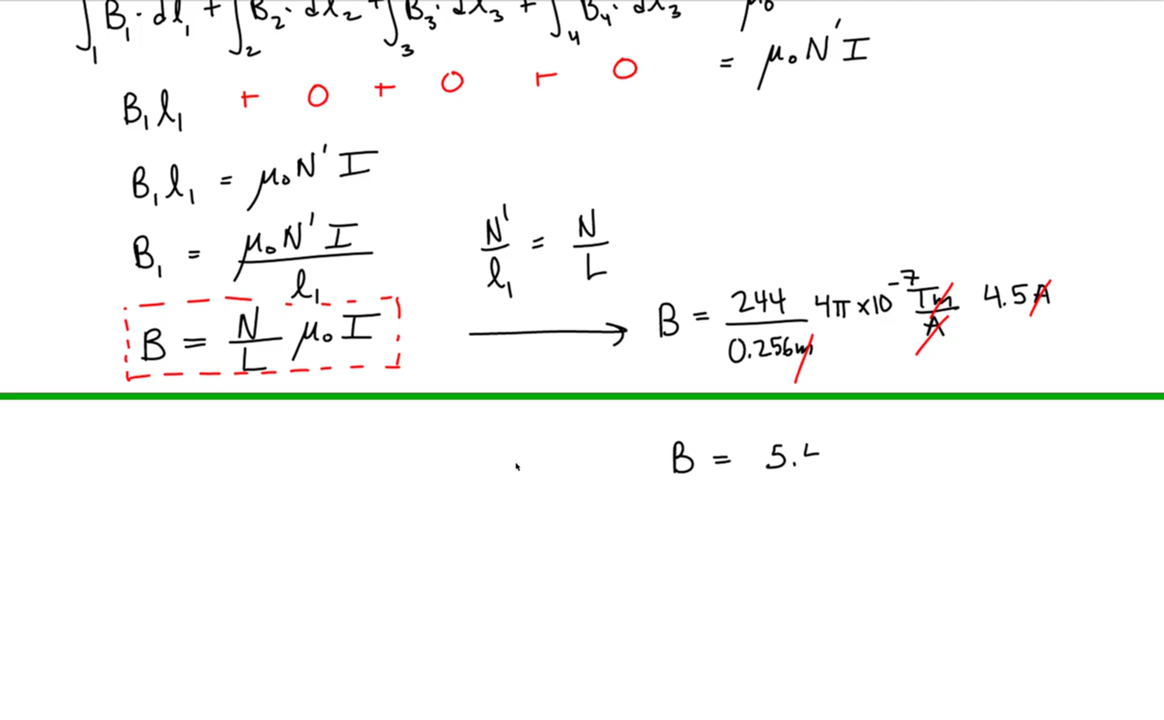 ∫₁ B₁ · dl₁ + ∫₂ B₂ · dl₂ + ∫₃ B₃ · dl₃ + ∫₄ B₄ · dl₃ μ₀
B₁l₁ + 0 + 0 + 0 = μ₀N'I
B₁l₁ = μ₀N'I
B₁ = μ₀N'I / l₁ N'/l₁ = N/L
B = N/L μ₀I → B = 244/0.256m 4π×10⁻⁷ Tm/A 4.5A
B = 5.